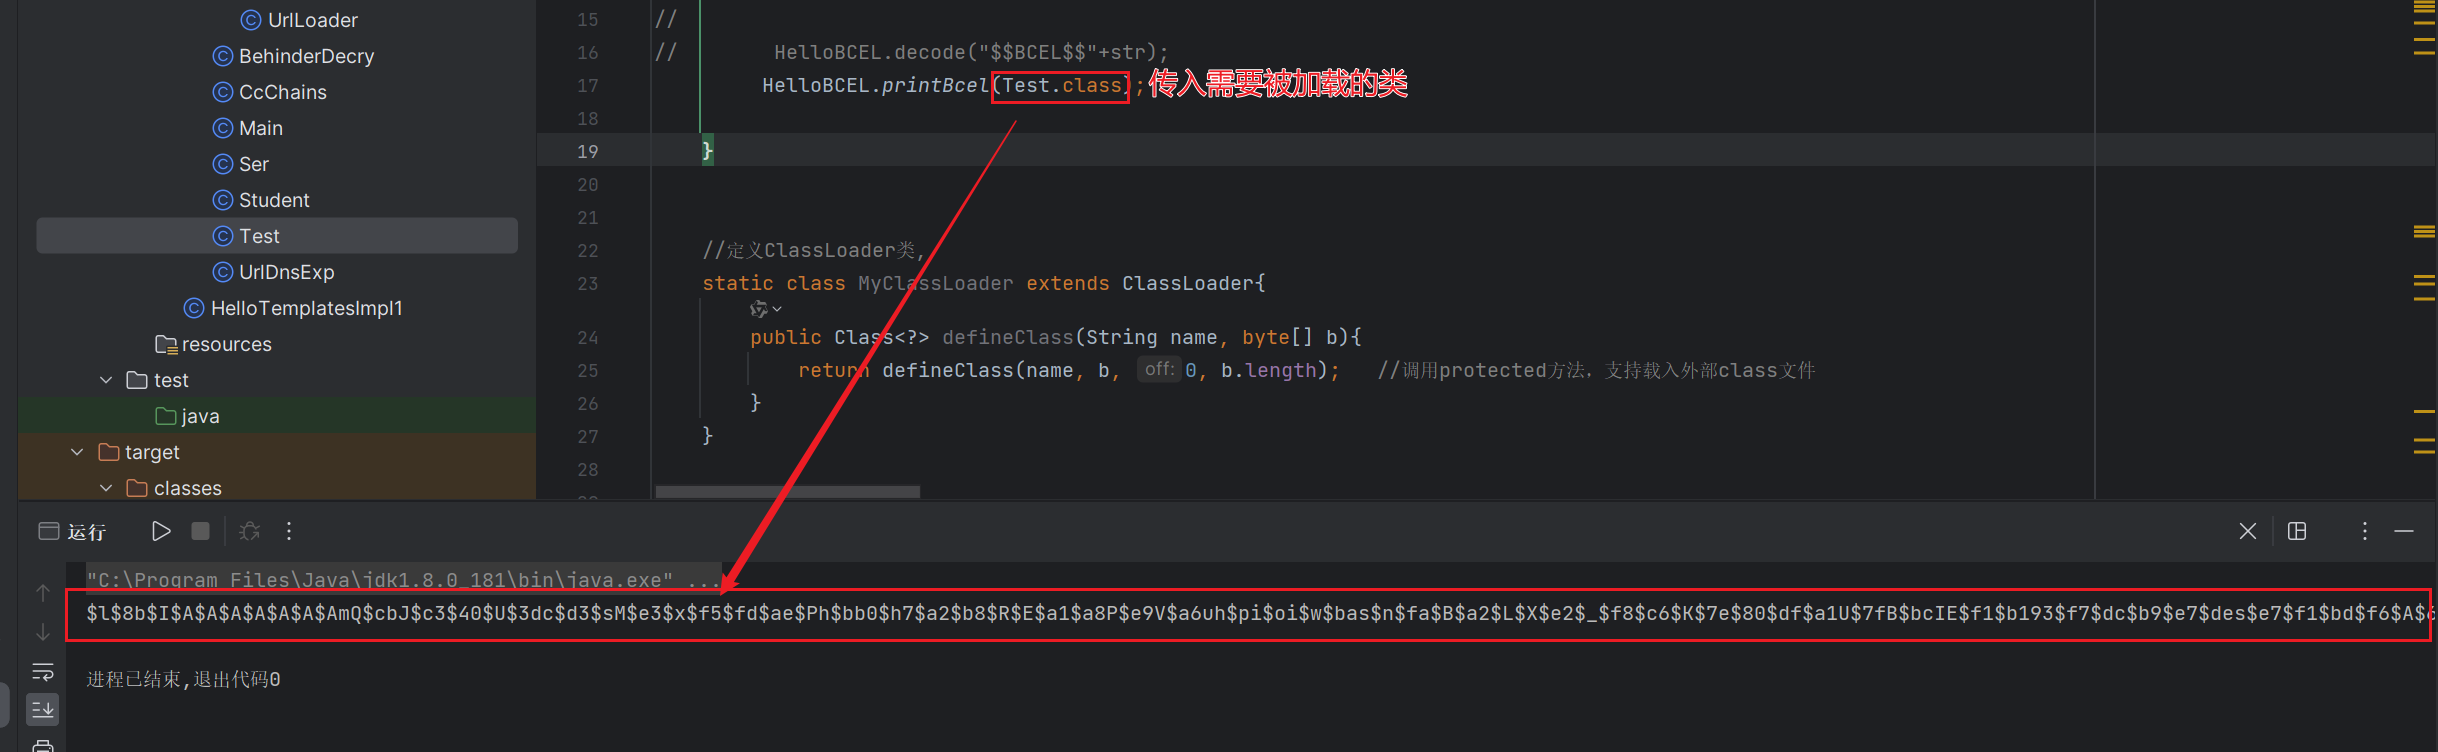 UrlLoader
BehinderDecry
CcChains
Main
Ser
Student
Test
UrlDnsExp
HelloTemplatesImpl1
resources
test
java
target
classes
15 //
16 // HelloBCEL.decode("$$BCEL$$"+str);
17 HelloBCEL.printBcel(Test.class); 传入需要被加载的类
18
19 }
20
21
22 //定义ClassLoader类,
23 static class MyClassLoader extends ClassLoader{
24 public Class<?> defineClass(String name, byte[] b){
25 return defineClass(name, b, off: 0, b.length); //调用protected方法，支持载入外部class文件
26 }
27 }
28
运行
"C:\Program Files\Java\jdk1.8.0_181\bin\java.exe" ...
$l$8b$I$A$A$A$A$A$A$AmQ$cbJ$c3$40$U$3dc$d3$sM$e3$x$f5$fd$ae$Ph$bb0$h7$a2$b8$R$E$a1$a8P$e9V$a6uh$pi$oi$w$bas$n$fa$B$a2$L$X$e2$_$f8$c6$K$7e$80$df$a1U$7fB$bcIE$f1$b193$f7$dc$b9$e7$des$e7$f1$bd$f6$A$
进程已结束,退出代码0